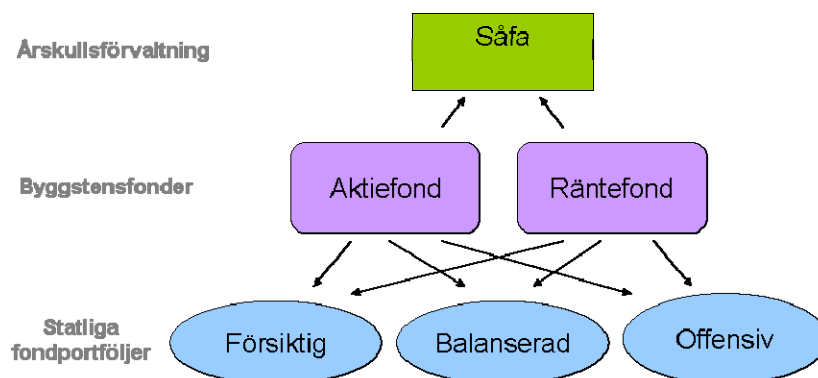 Årskullsförvaltning
Såfa
Byggstensfonder
Aktiefond
Räntefond
Statliga
fondportföljer
Försiktig
Balanserad
Offensiv